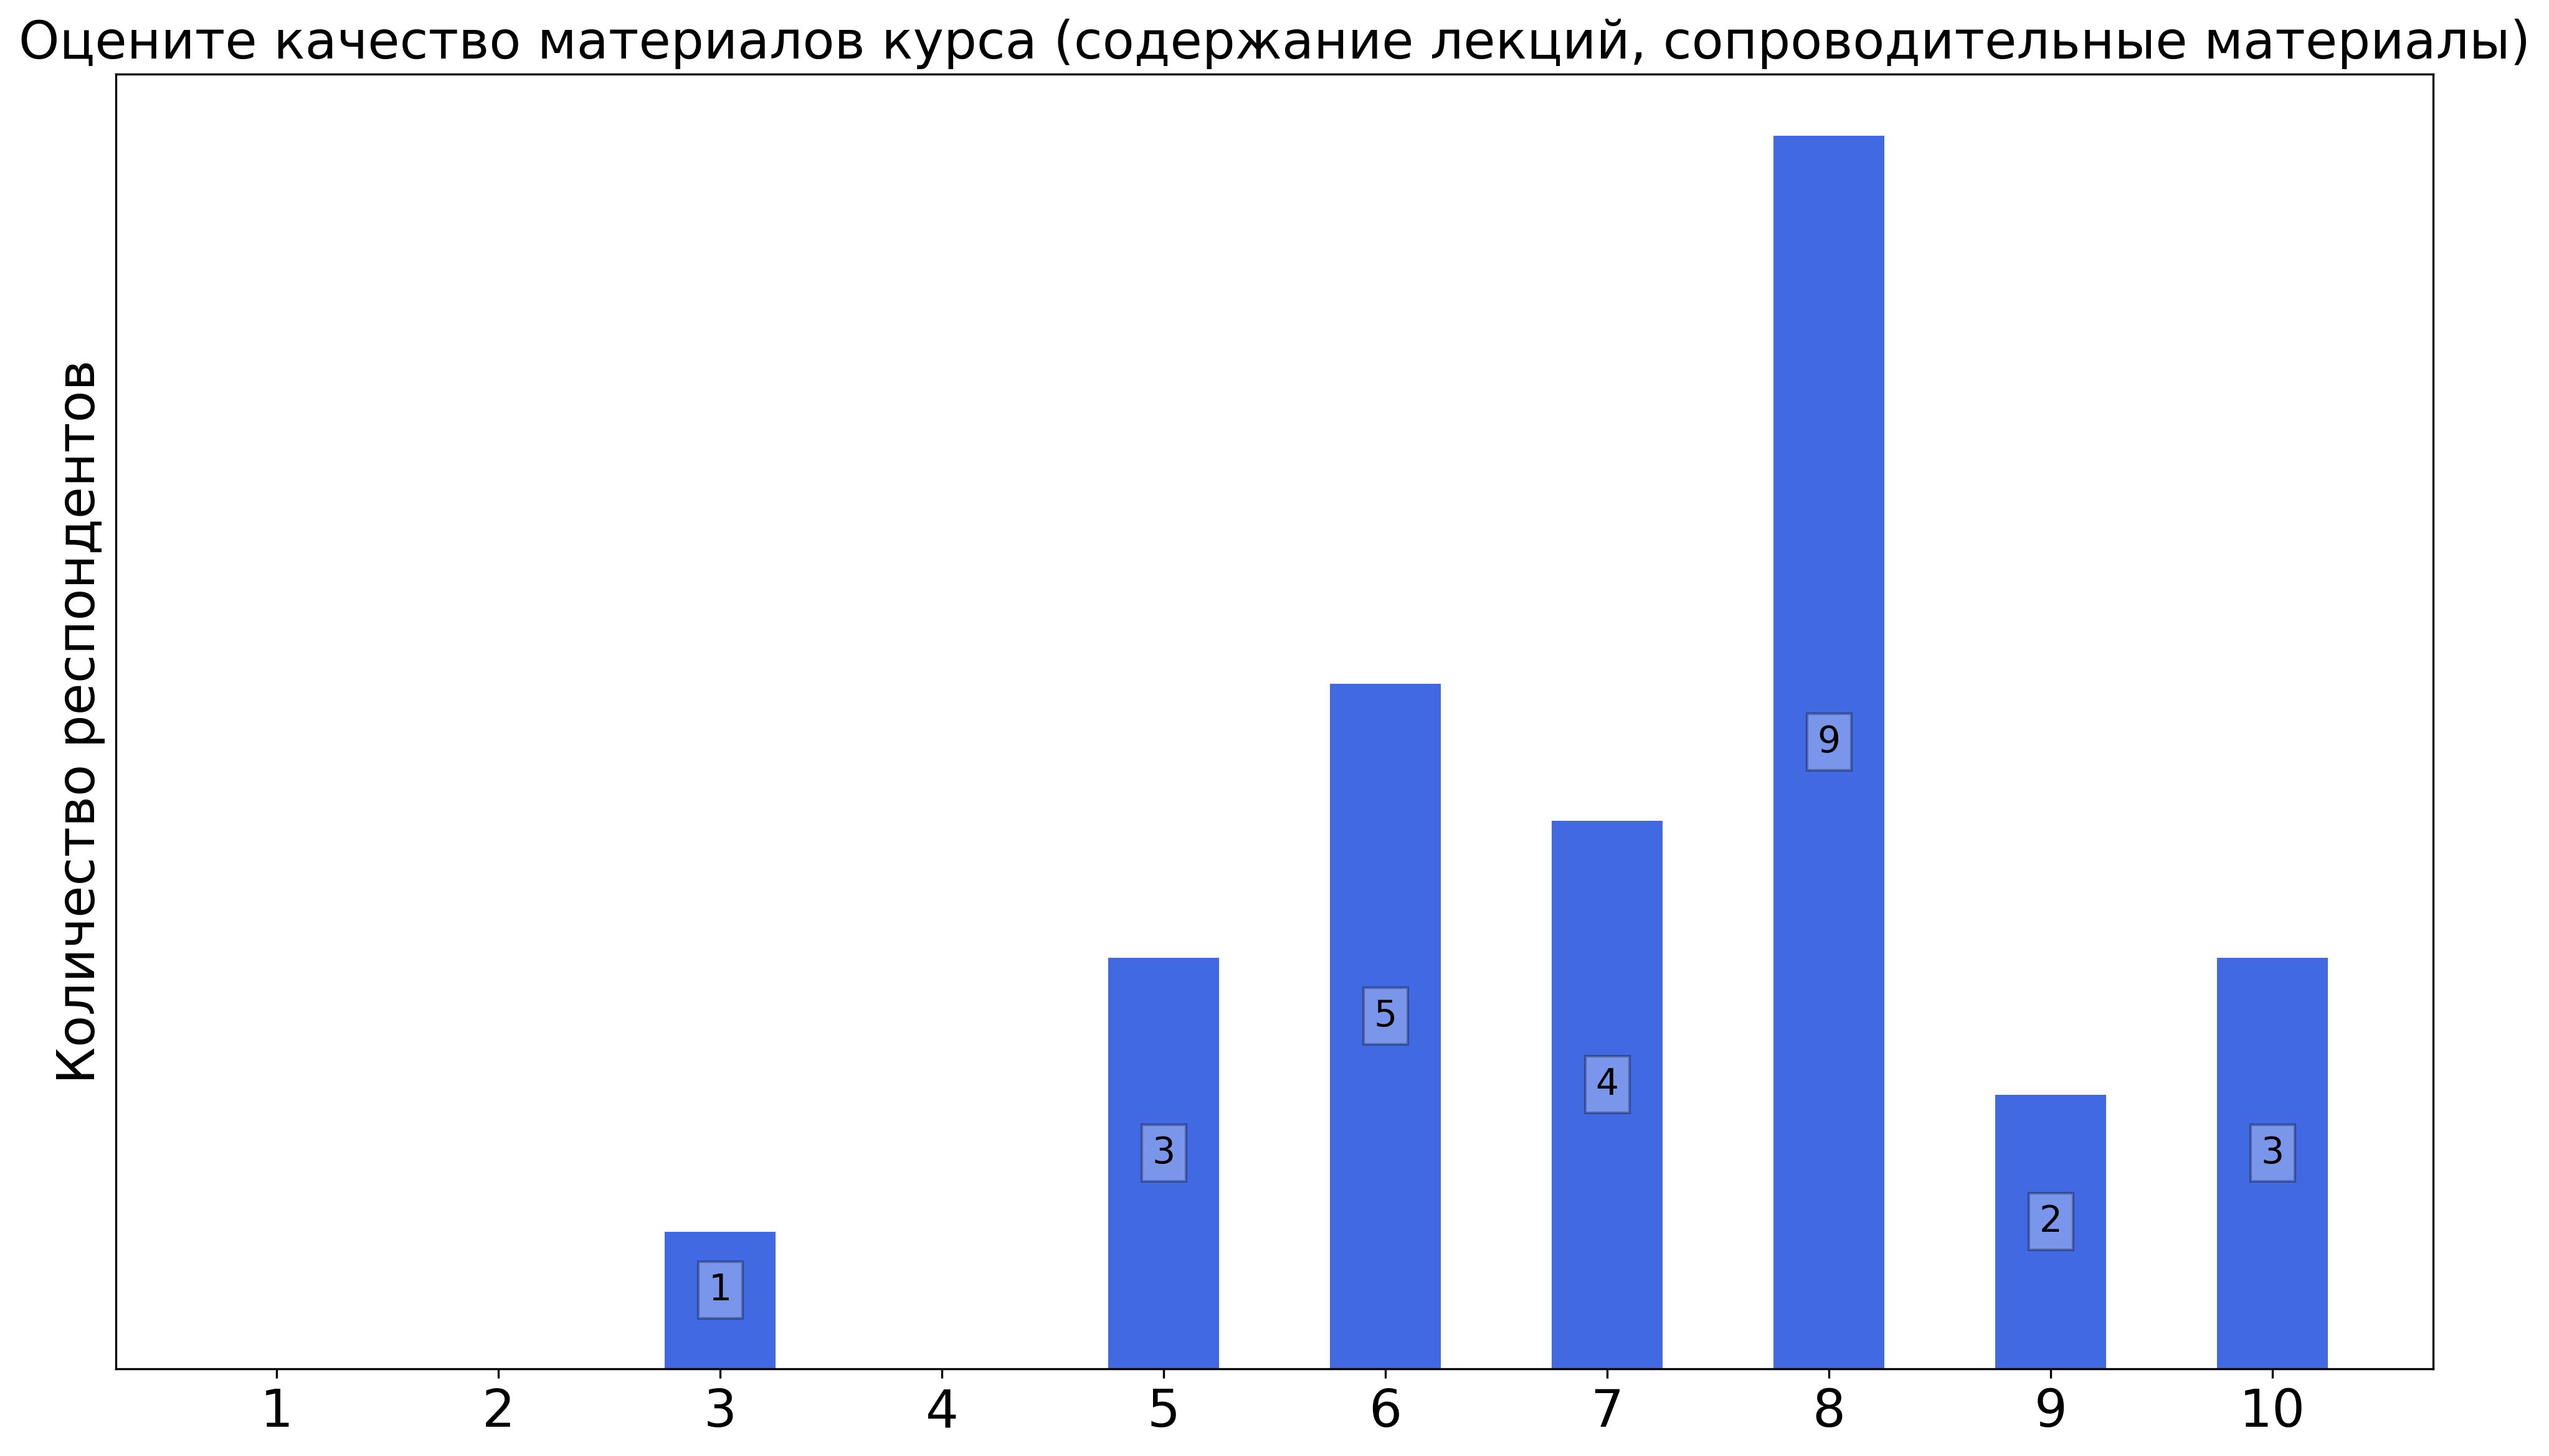 Оцените качество материалов курса (содержание лекций, сопроводительные материалы)
Количество респондентов
9
5
4
3
3
2
1
1 2 3 4 5 6 7 8 9 10